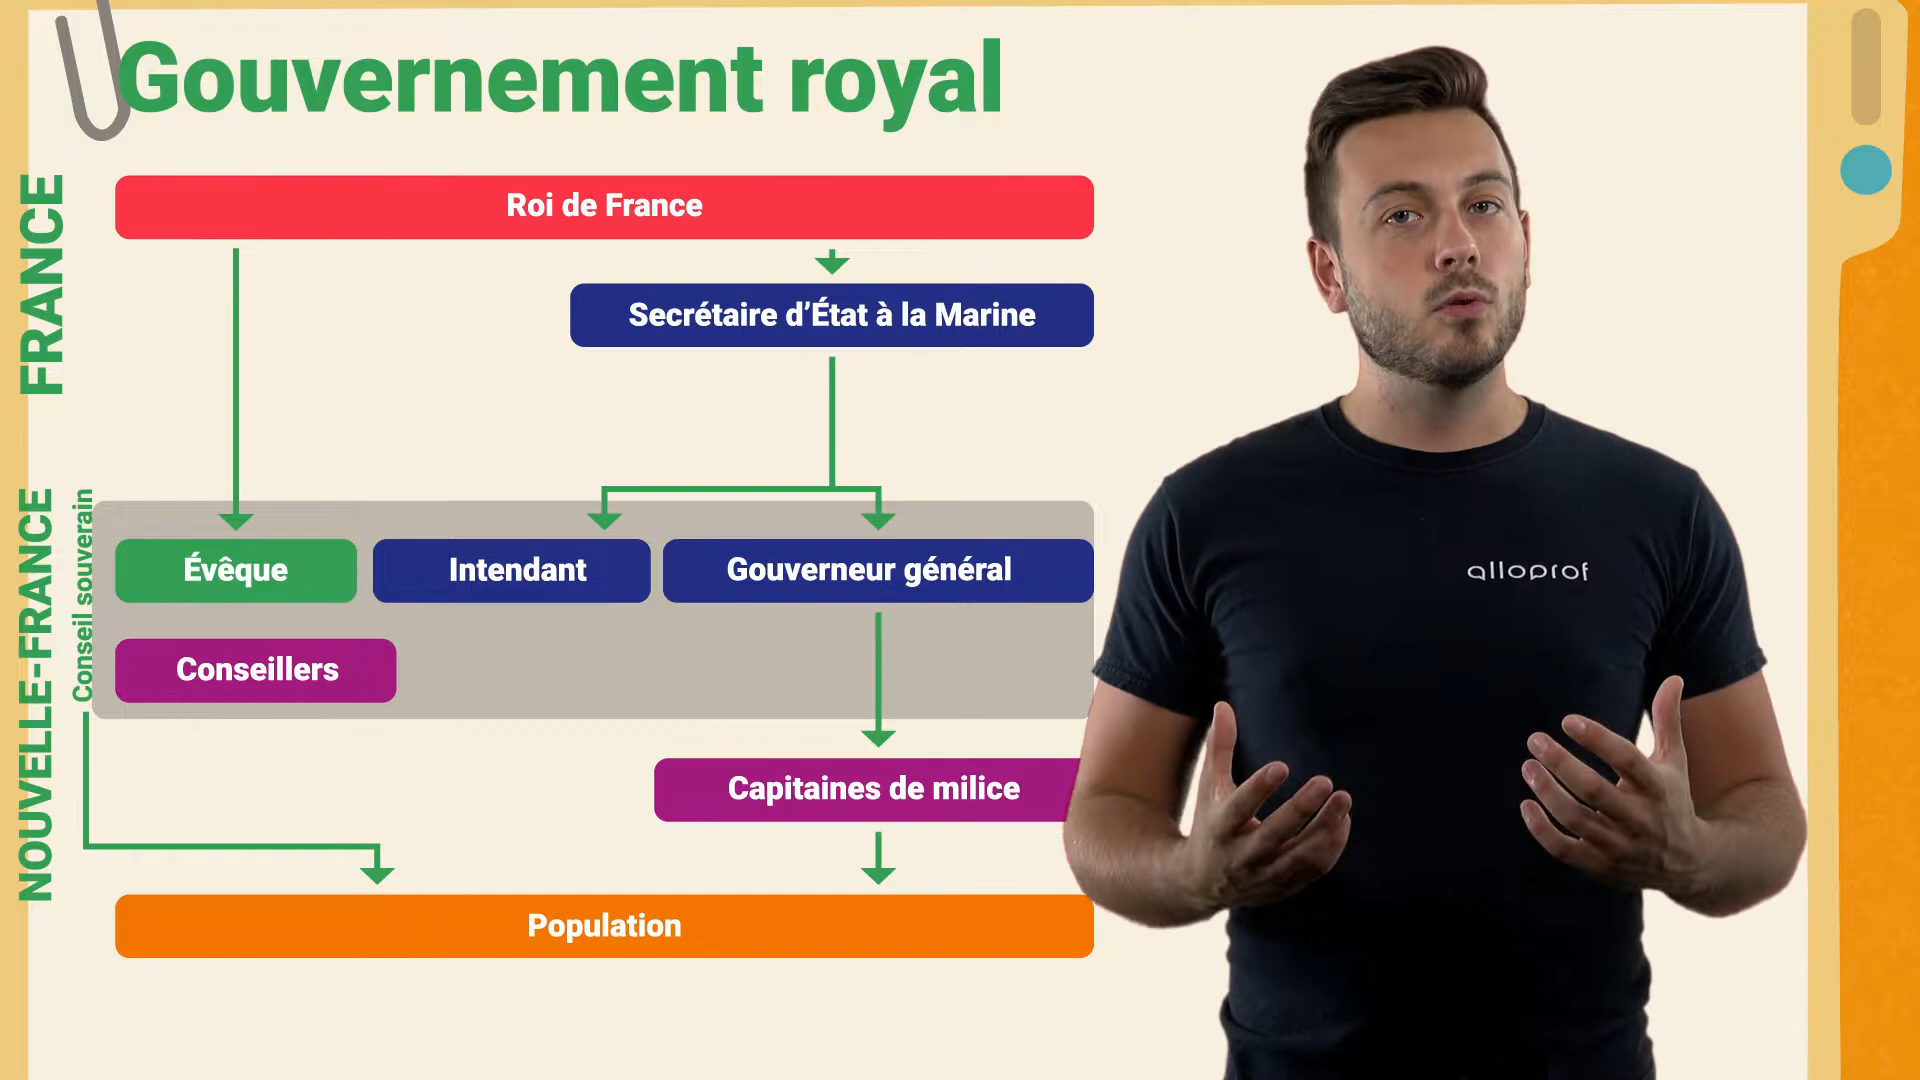 Gouvernement royal
FRANCE
Roi de France
Secrétaire d'État à la Marine
NOUVELLE-FRANCE
Conseil souverain
Évêque
Intendant
Gouverneur général
Conseillers
Capitaines de milice
Population
alloprof